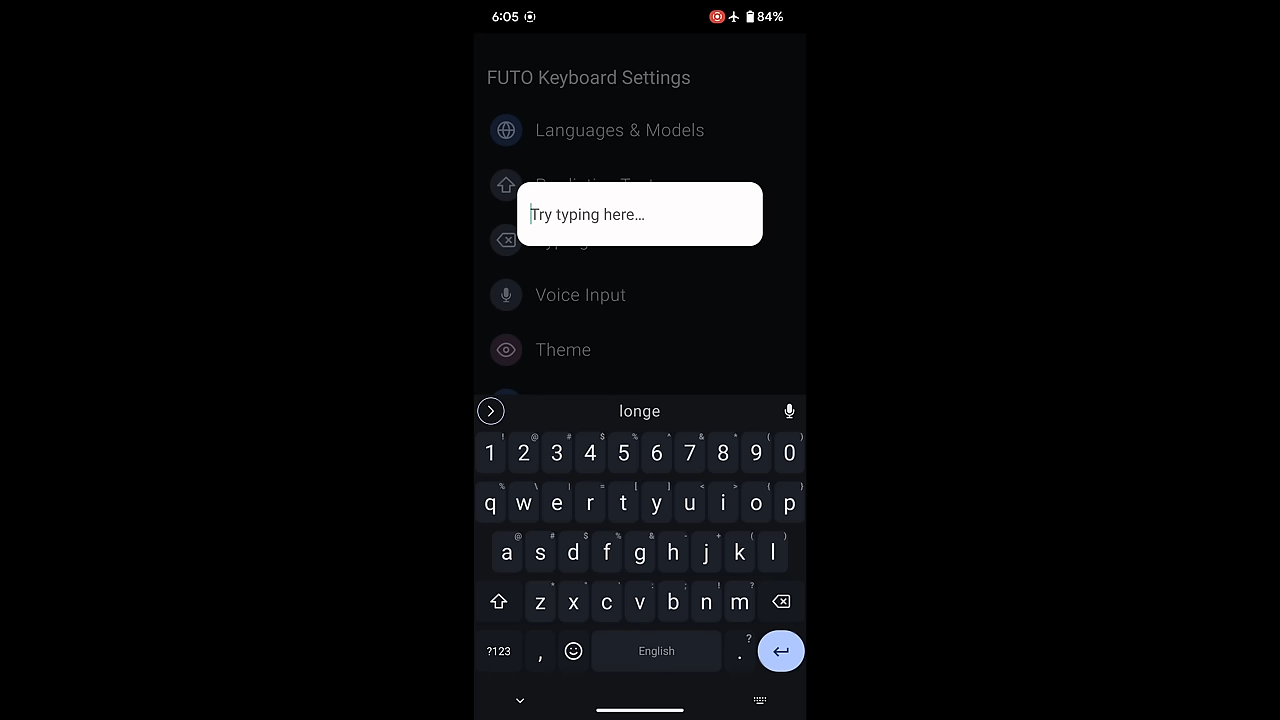 6:05 84%
FUTO Keyboard Settings
Languages & Models
Try typing here...
Voice Input
Theme
longe
! @ # $ % ^ & * ( )
1 2 3 4 5 6 7 8 9 0
% \ | = [ ] < > { }
q w e r t y u i o p
@ # $ % & - + ( )
a s d f g h j k l
* " ' : ; ! ?
z x c v b n m
?123 , English . ?